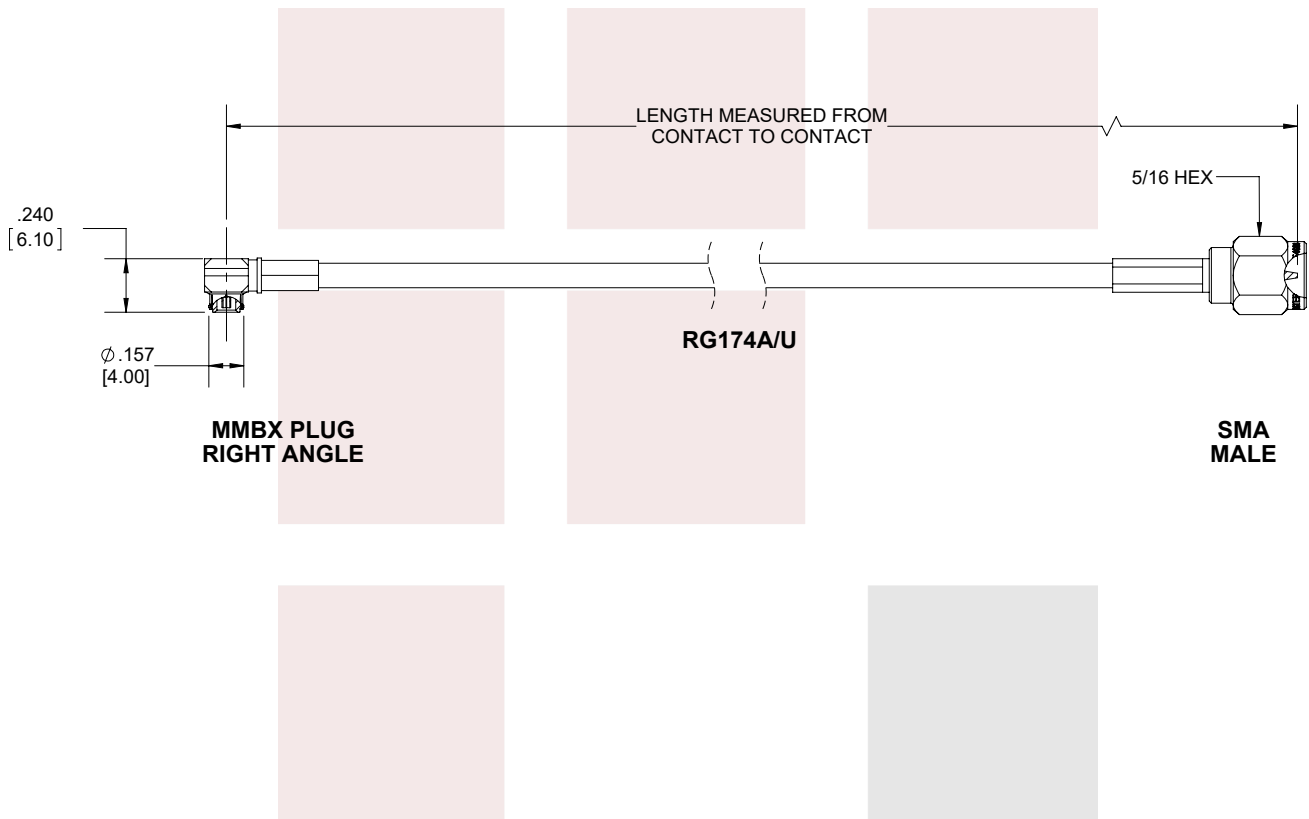 LENGTH MEASURED FROM
CONTACT TO CONTACT
5/16 HEX
.240
[6.10]
RG174A/U
⌀.157
[4.00]
MMBX PLUG
RIGHT ANGLE
SMA
MALE